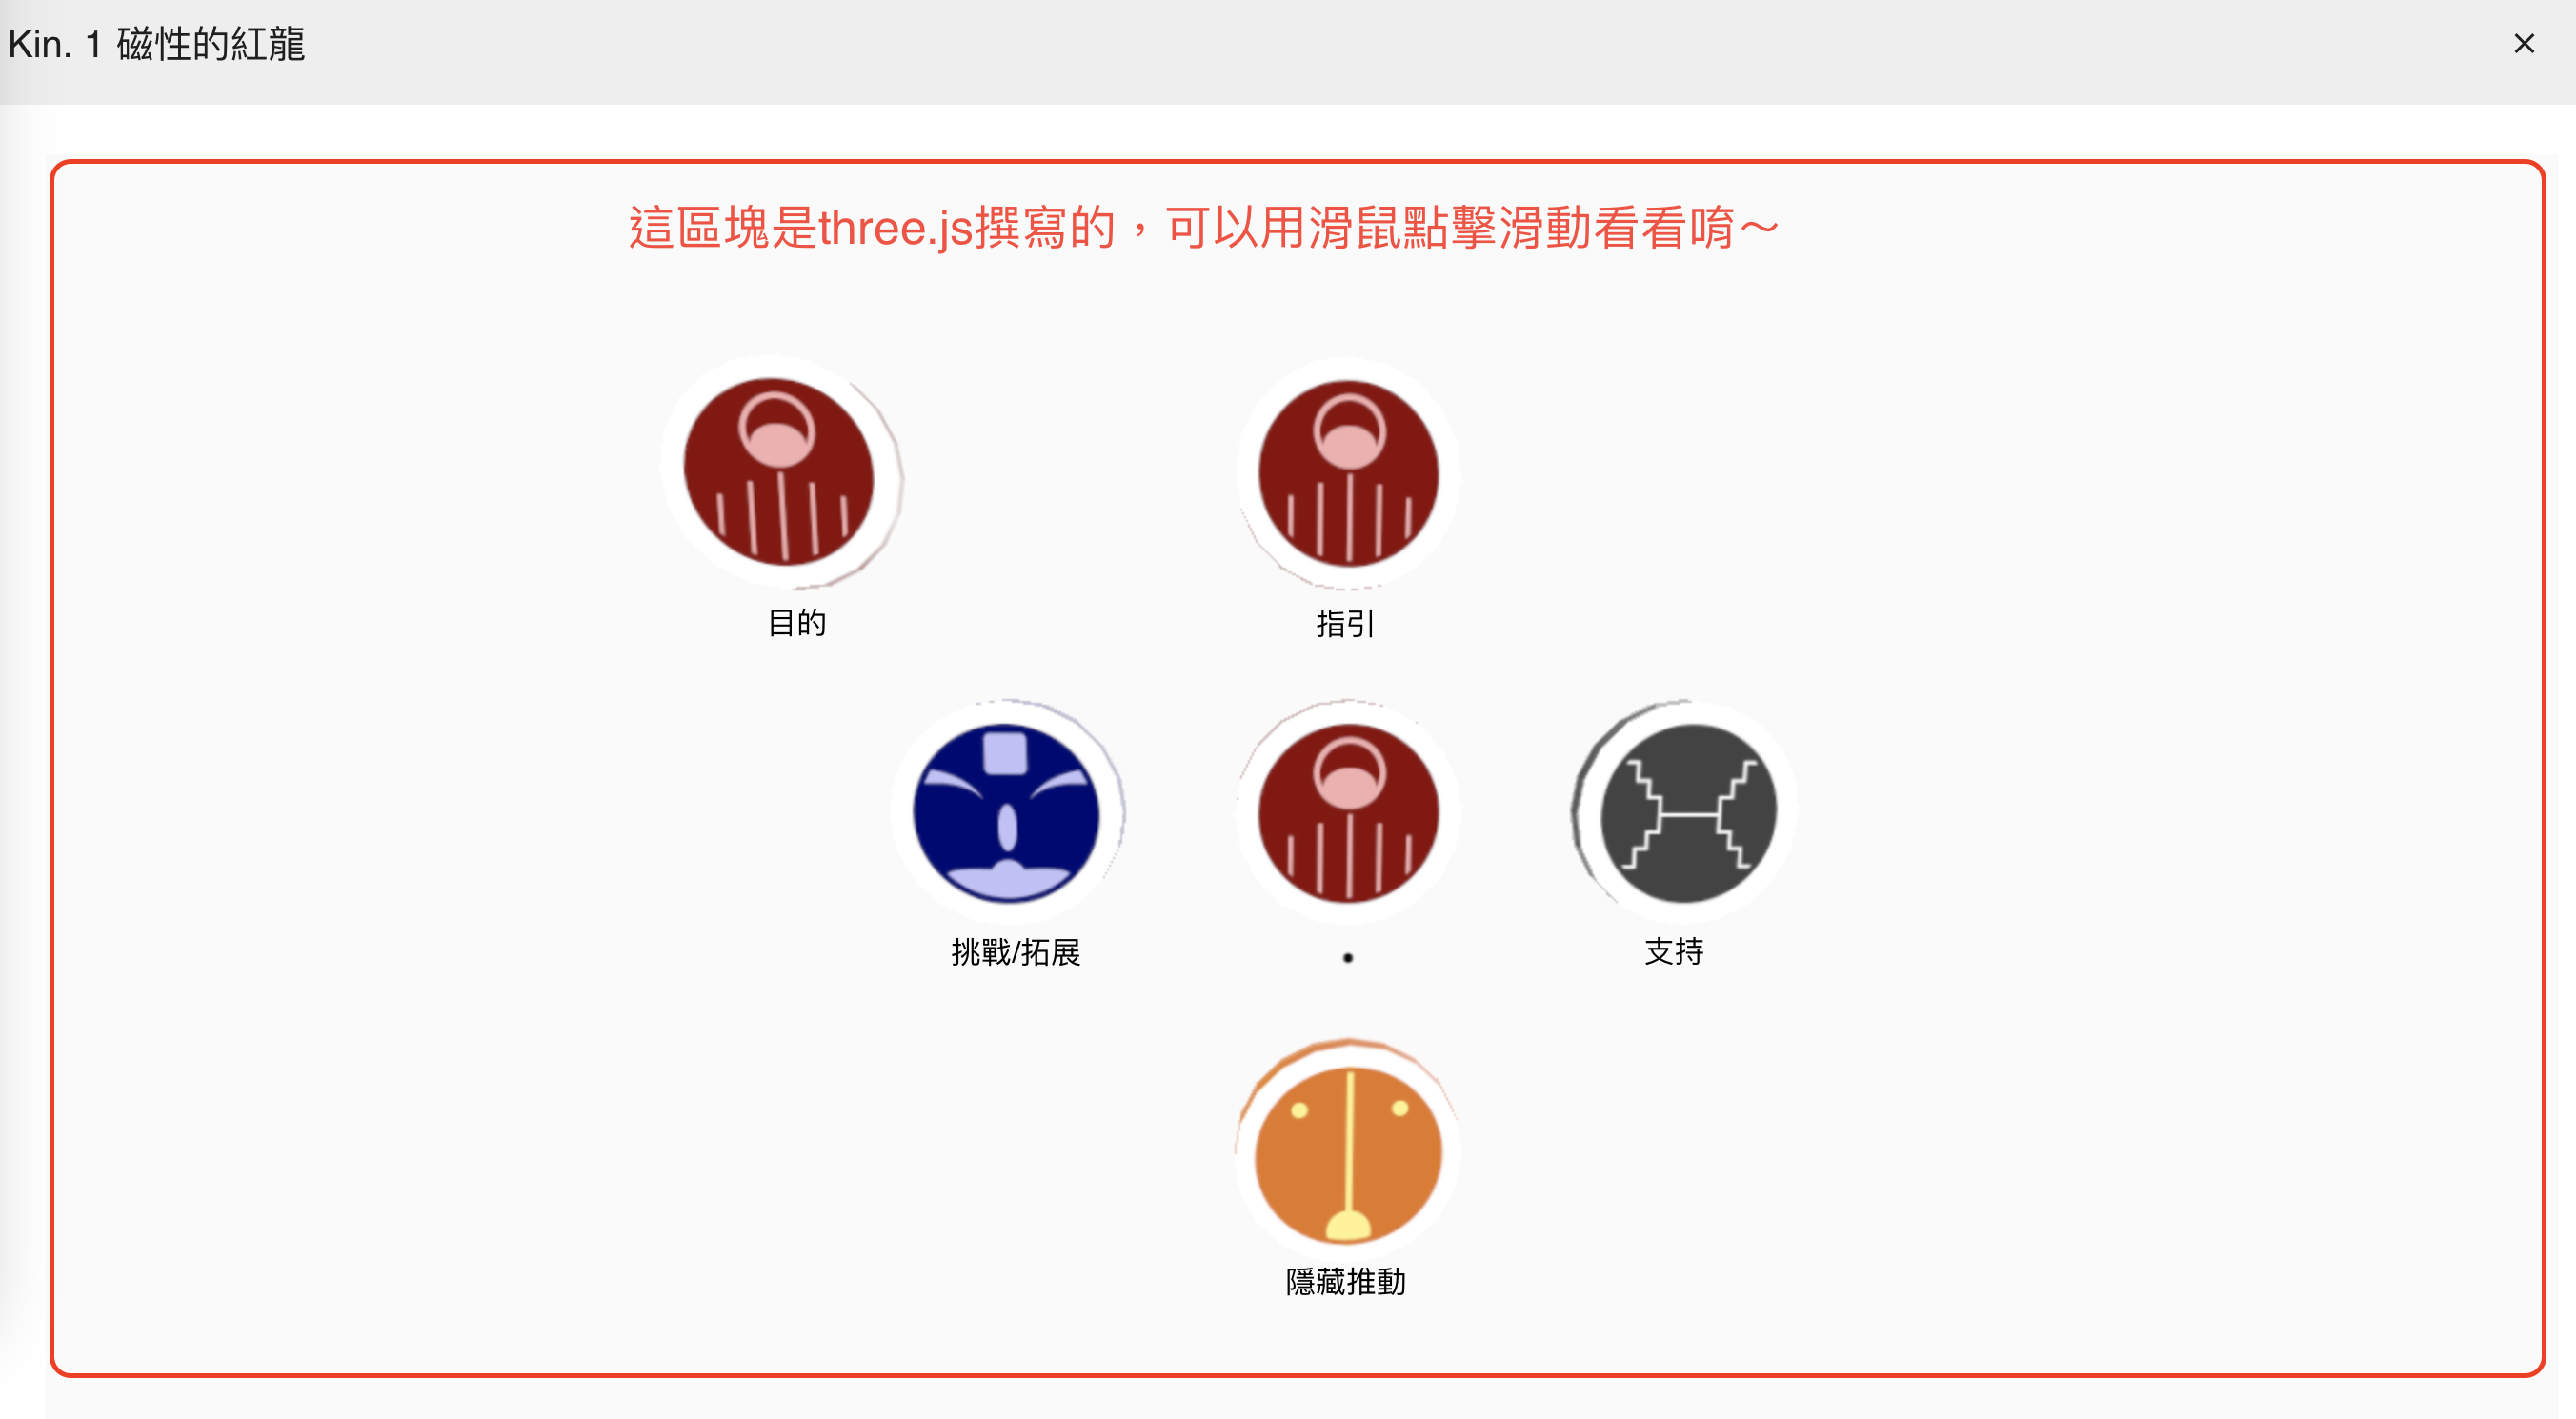 Kin. 1 磁性的紅龍
這區塊是three.js撰寫的，可以用滑鼠點擊滑動看看唷～
目的
指引
挑戰/拓展
支持
隱藏推動